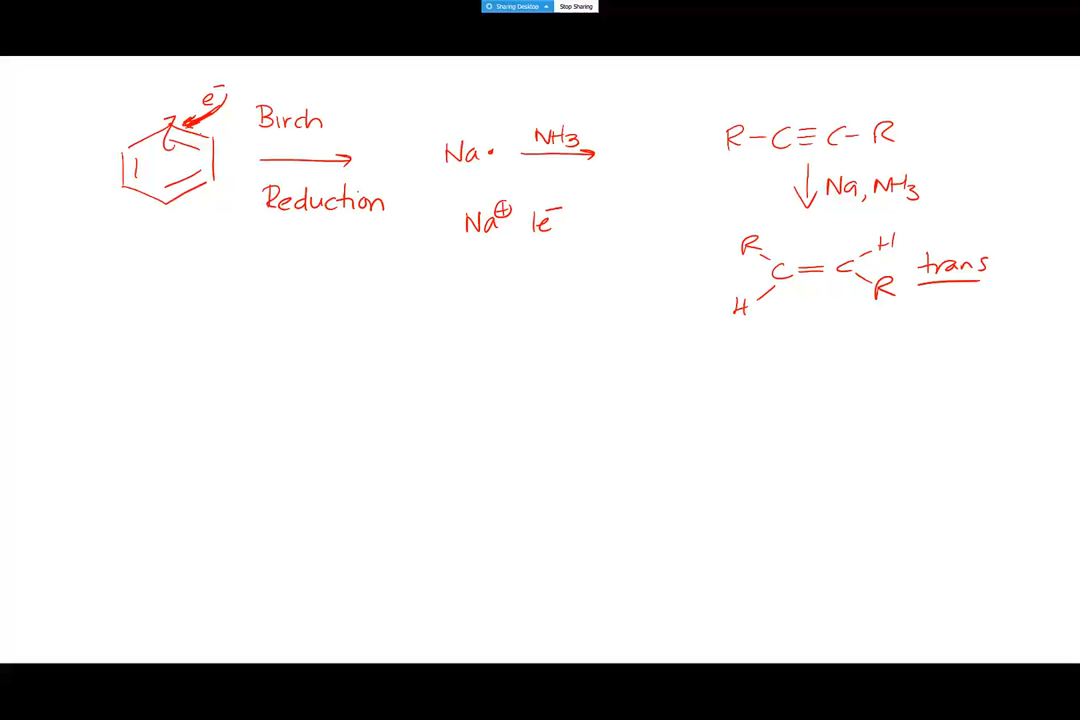 Sharing Desktop Stop Sharing
e⁻
Birch
Reduction
Na• NH3
Na⊕ 1e⁻
R-C≡C-R
Na, NH3
R H
C=C trans
H R